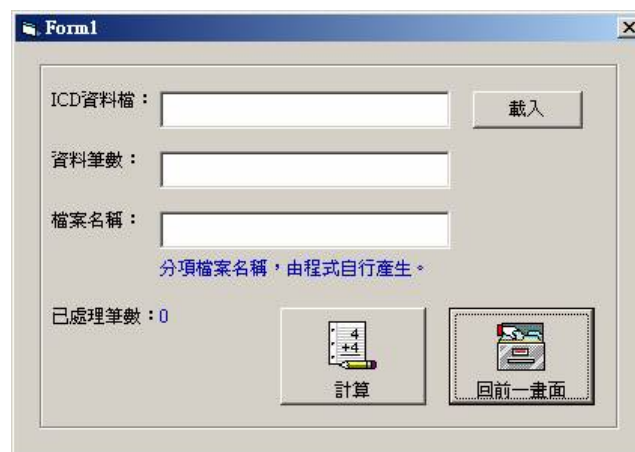 Form1
ICD資料檔：
載入
資料筆數：
檔案名稱：
分項檔案名稱，由程式自行產生。
已處理筆數：0
4
+4
計算
回前一畫面